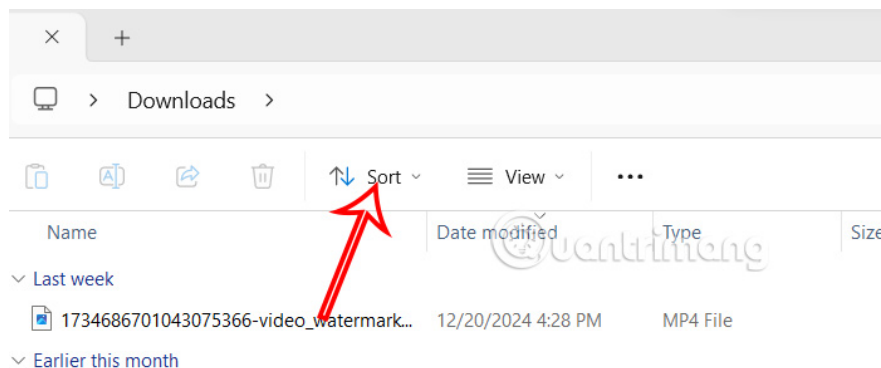 Downloads
Sort View ...
Name Date modified Type Size
Last week
1734686701043075366-video_watermark... 12/20/2024 4:28 PM MP4 File
Earlier this month
Quantrimang